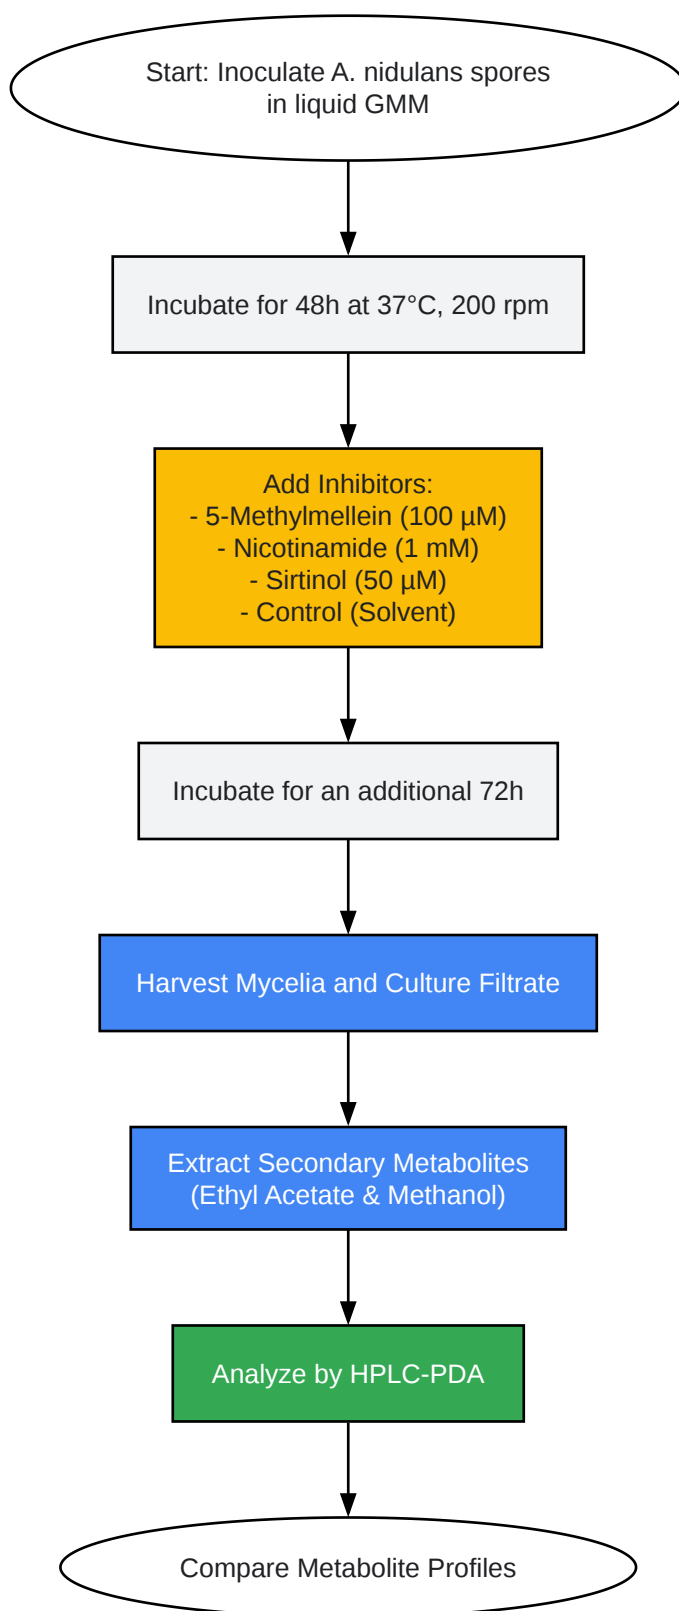 Start: Inoculate A. nidulans spores
in liquid GMM
Incubate for 48h at 37°C, 200 rpm
Add Inhibitors:
- 5-Methylmellein (100 µM)
- Nicotinamide (1 mM)
- Sirtinol (50 µM)
- Control (Solvent)
Incubate for an additional 72h
Harvest Mycelia and Culture Filtrate
Extract Secondary Metabolites
(Ethyl Acetate & Methanol)
Analyze by HPLC-PDA
Compare Metabolite Profiles